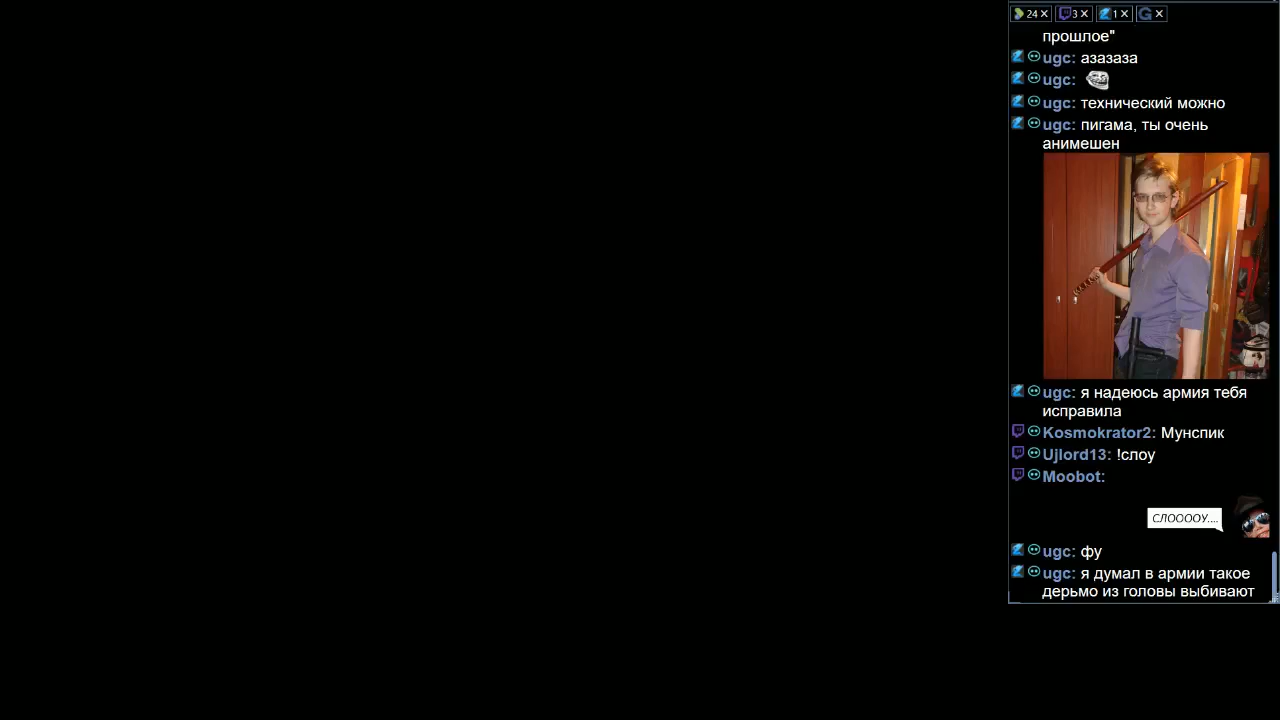 24 × 3 × 1 × G ×
прошлое"
ugc: азазаза
ugc:
ugc: технический можно
ugc: пигама, ты очень
анимешен
ugc: я надеюсь армия тебя
исправила
Kosmokrator2: Мунспик
Ujlord13: !слоу
Moobot:
СЛООООУ....
ugc: фу
ugc: я думал в армии такое
дерьмо из головы выбивают